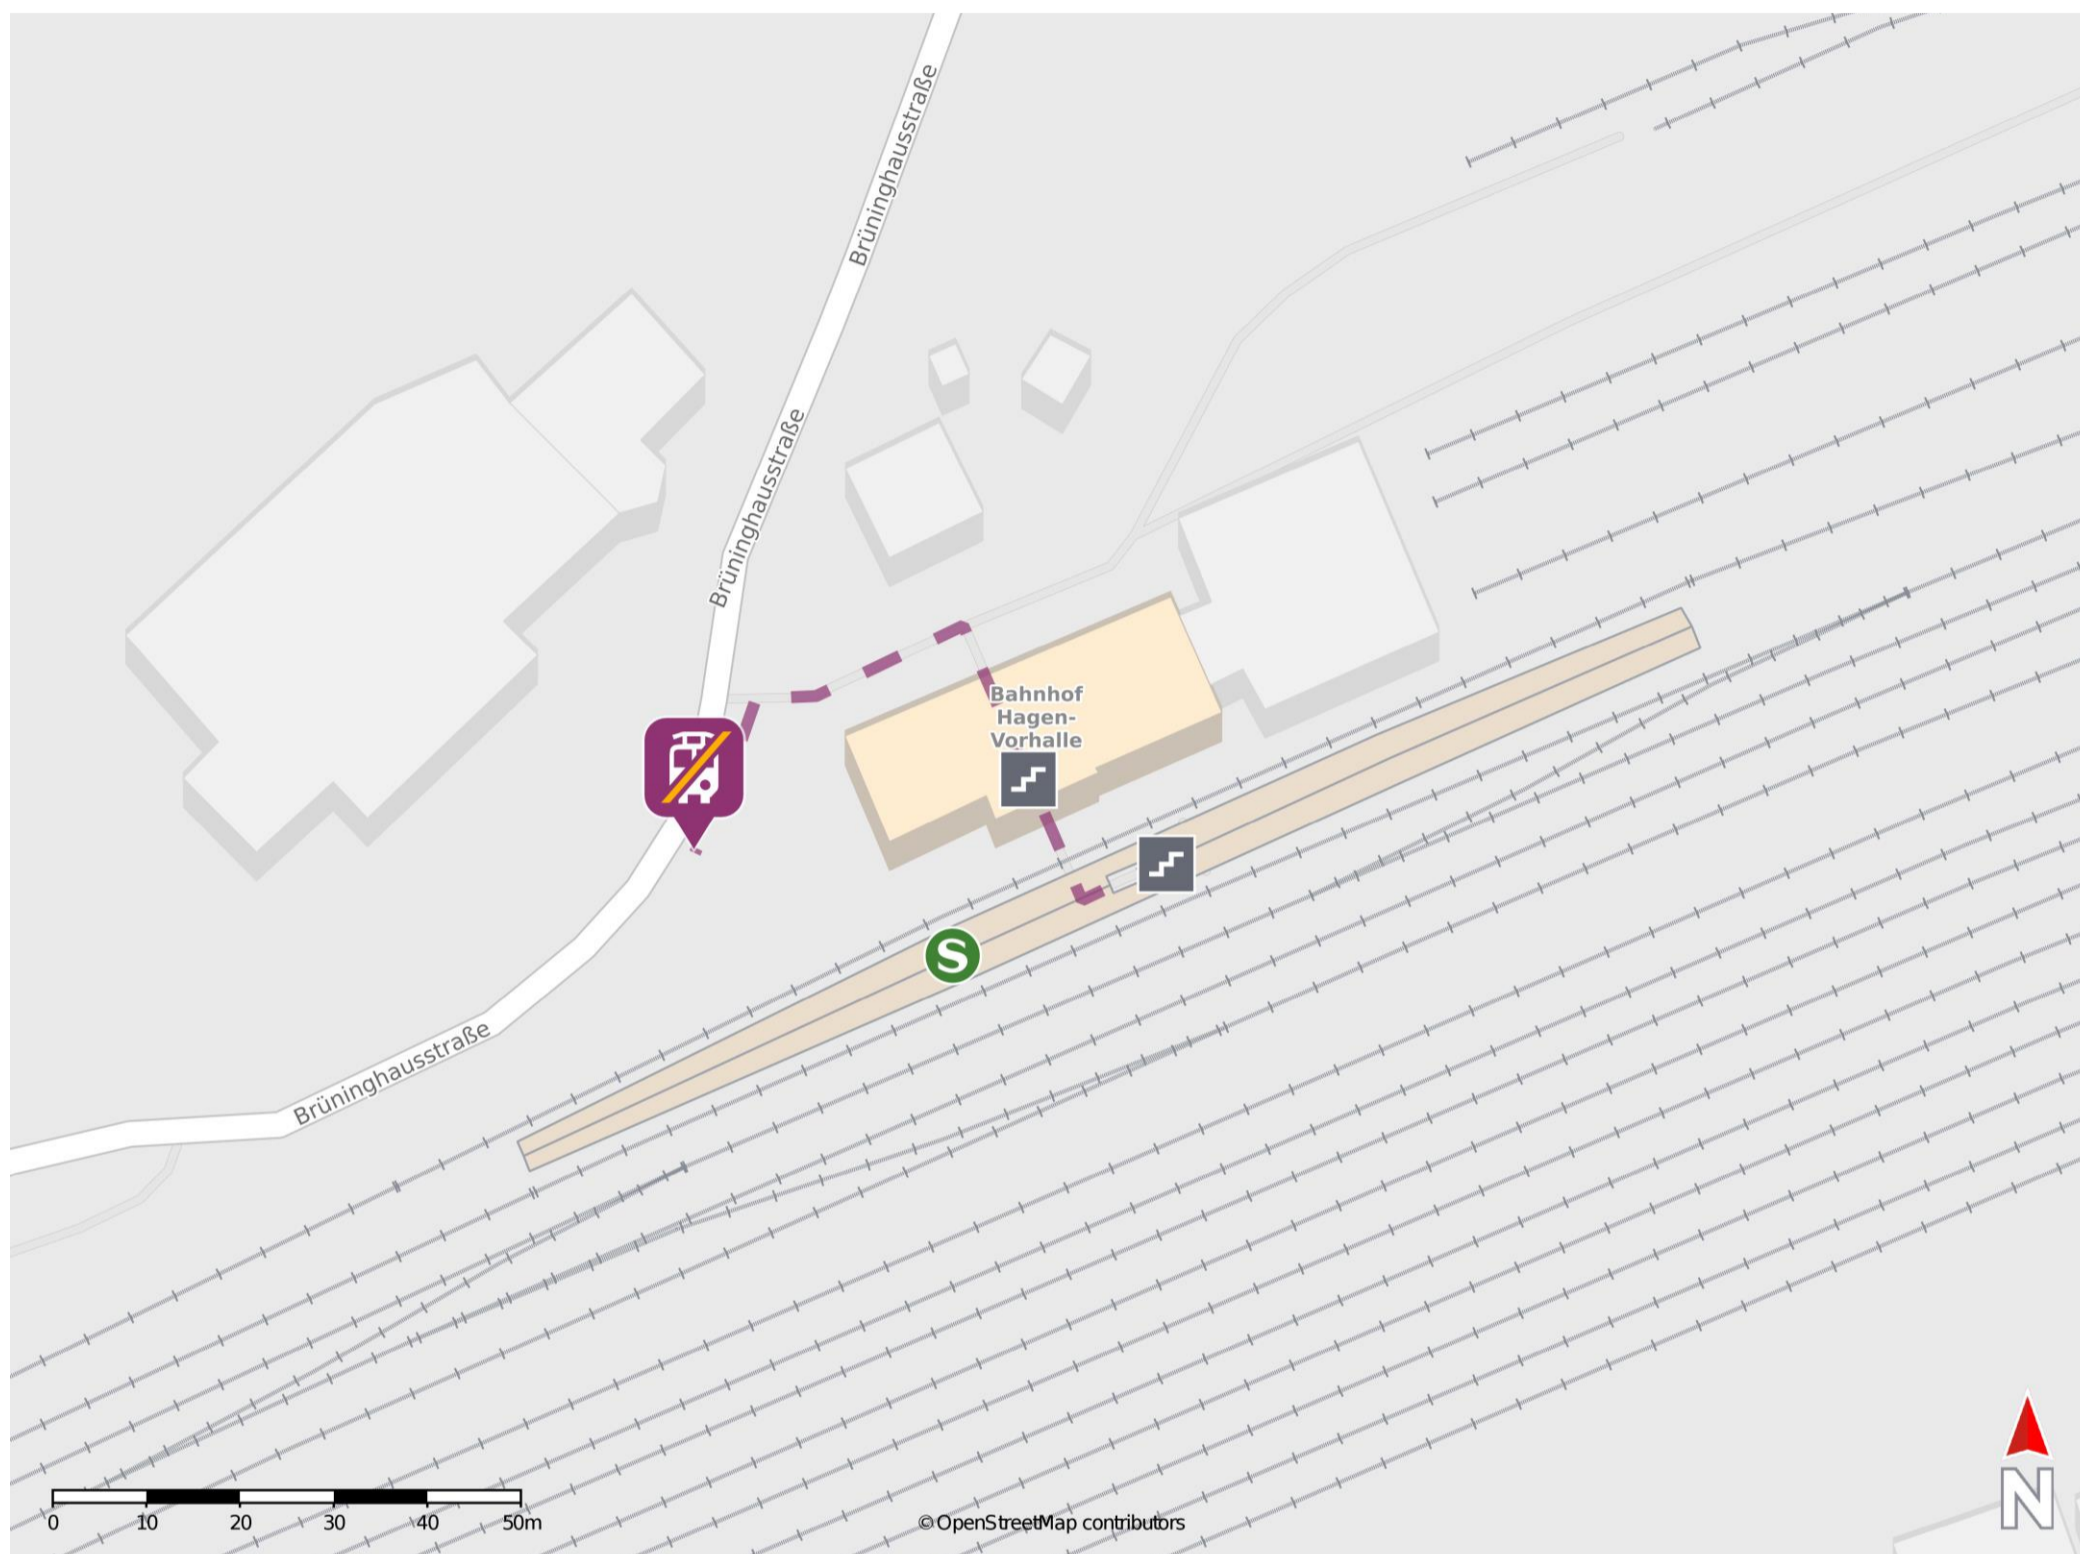 Brüninghausstraße
Brüninghausstraße
Bahnhof
Hagen-
Vorhalle
S
Brüninghausstraße
0 10 20 30 40 50m
© OpenStreetMap contributors
N